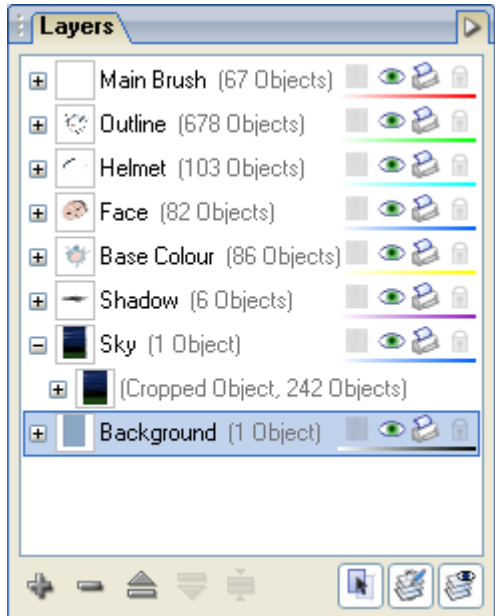 Layers
Main Brush (67 Objects)
Outline (678 Objects)
Helmet (103 Objects)
Face (82 Objects)
Base Colour (86 Objects)
Shadow (6 Objects)
Sky (1 Object)
(Cropped Object, 242 Objects)
Background (1 Object)